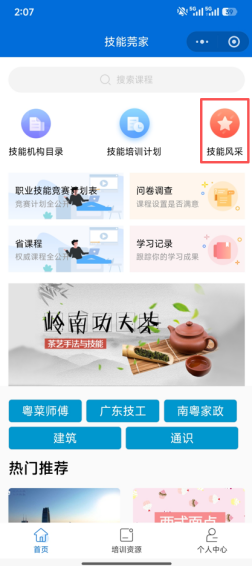 2:07
技能莞家
搜索课程
技能机构目录
技能培训计划
技能风采
职业技能竞赛计划表
竞赛计划全公开
问卷调查
课程设置是否满意
省课程
权威课程全公开
学习记录
跟踪你的学习成果
岭南功夫茶
茶艺手法与技能
粤菜师傅
广东技工
南粤家政
建筑
通识
热门推荐
西式面点
首页
培训资源
个人中心